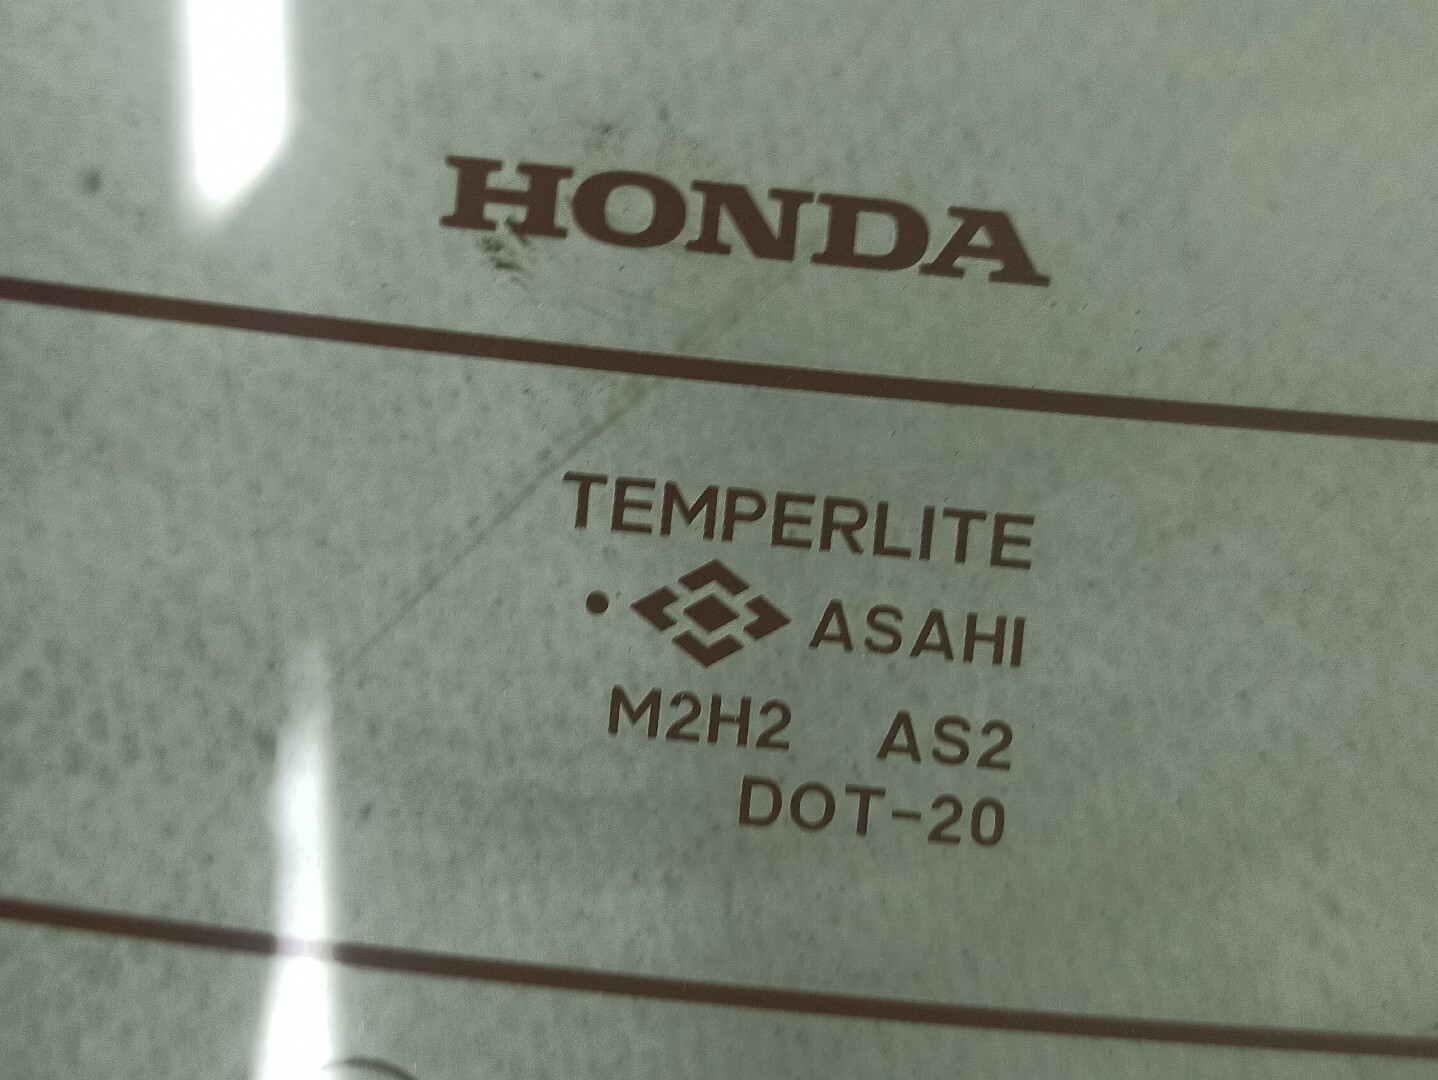 HONDA
TEMPERLITE
ASAHI
M2H2 AS2
DOT-20